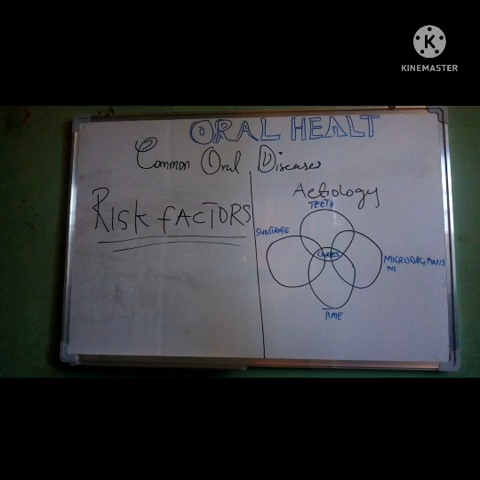 KINEMASTER
ORAL HEALT
Common Oral Diseases
RISK FACTORS
Aetiology
TEETH
SUBSTRATE
CARIES
MICROORGANIS
M
TIME